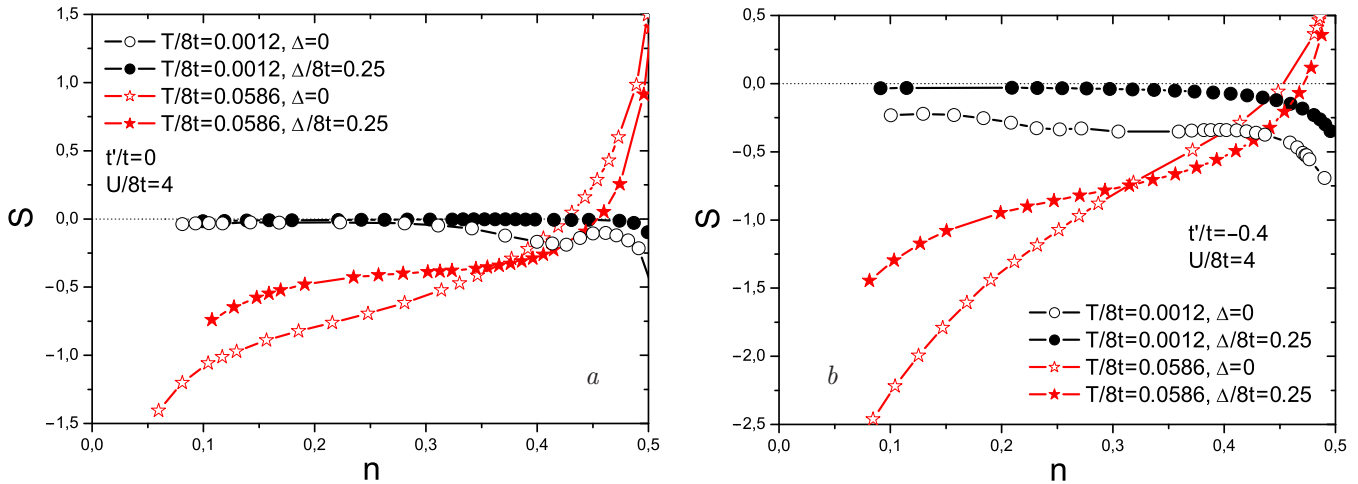 1,5
1,0
0,5
0,0
−0,5
−1,0
−1,5
S
T/8t=0.0012, Δ=0
T/8t=0.0012, Δ/8t=0.25
T/8t=0.0586, Δ=0
T/8t=0.0586, Δ/8t=0.25
t'/t=0
U/8t=4
a
0,0 0,1 0,2 0,3 0,4 0,5
n
0,5
0,0
−0,5
−1,0
−1,5
−2,0
−2,5
S
t'/t=−0.4
U/8t=4
T/8t=0.0012, Δ=0
T/8t=0.0012, Δ/8t=0.25
T/8t=0.0586, Δ=0
T/8t=0.0586, Δ/8t=0.25
b
0,0 0,1 0,2 0,3 0,4 0,5
n